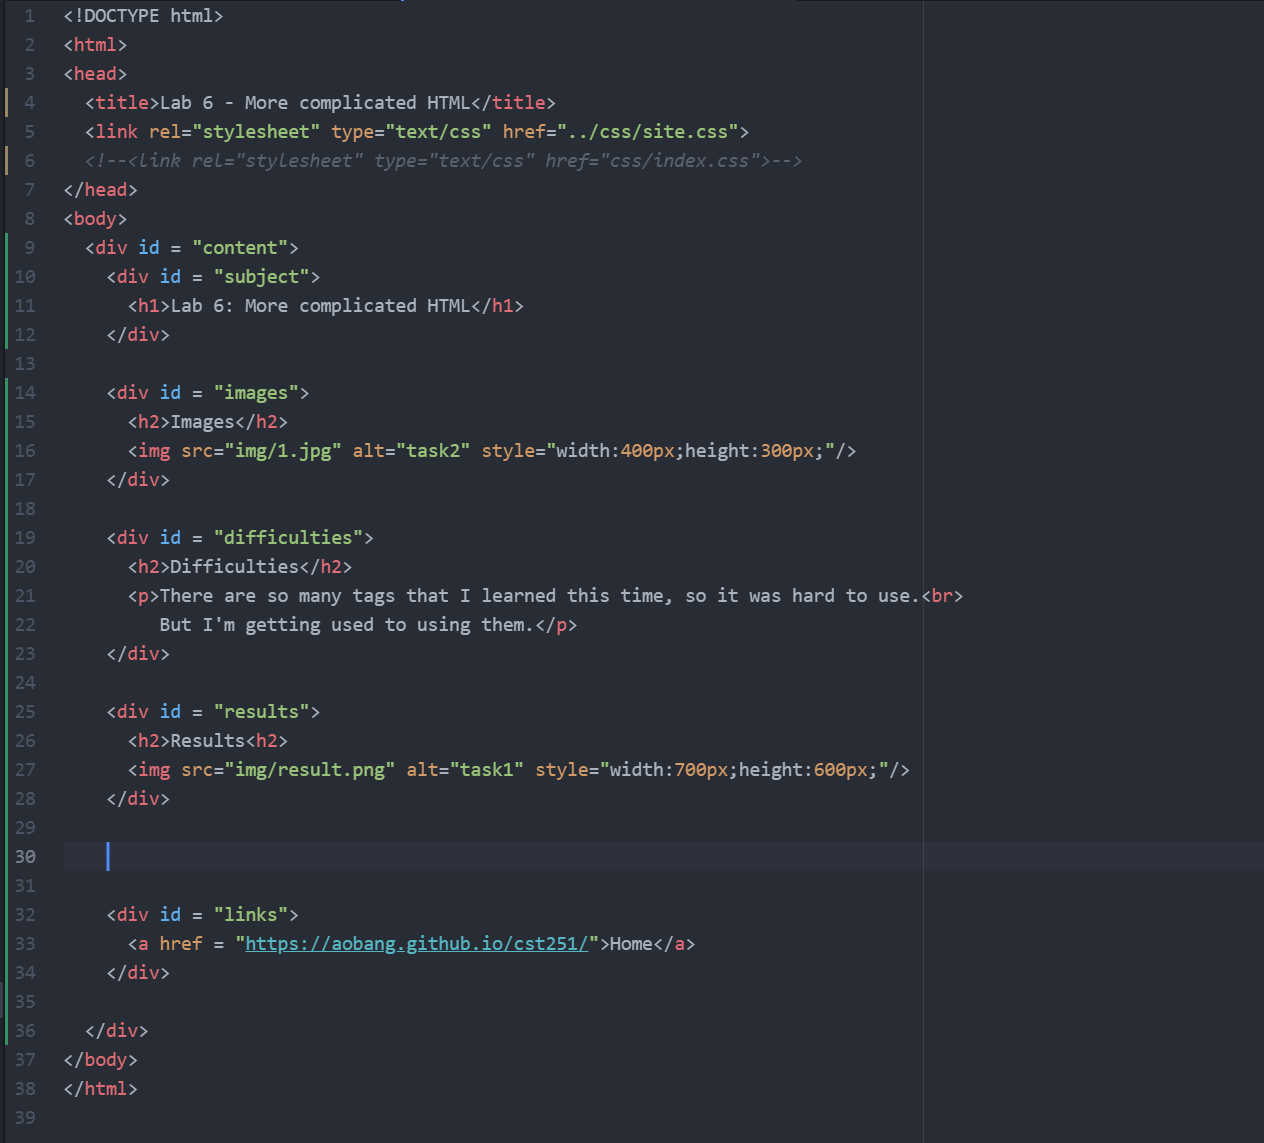 1 <!DOCTYPE html>
2 <html>
3 <head>
4   <title>Lab 6 - More complicated HTML</title>
5   <link rel="stylesheet" type="text/css" href="../css/site.css">
6   <!--<link rel="stylesheet" type="text/css" href="css/index.css">-->
7 </head>
8 <body>
9   <div id = "content">
10     <div id = "subject">
11       <h1>Lab 6: More complicated HTML</h1>
12     </div>
13
14     <div id = "images">
15       <h2>Images</h2>
16       <img src="img/1.jpg" alt="task2" style="width:400px;height:300px;"/>
17     </div>
18
19     <div id = "difficulties">
20       <h2>Difficulties</h2>
21       <p>There are so many tags that I learned this time, so it was hard to use.<br>
22          But I'm getting used to using them.</p>
23     </div>
24
25     <div id = "results">
26       <h2>Results<h2>
27       <img src="img/result.png" alt="task1" style="width:700px;height:600px;"/>
28     </div>
29
30
31
32     <div id = "links">
33       <a href = "https://aobang.github.io/cst251/">Home</a>
34     </div>
35
36   </div>
37 </body>
38 </html>
39